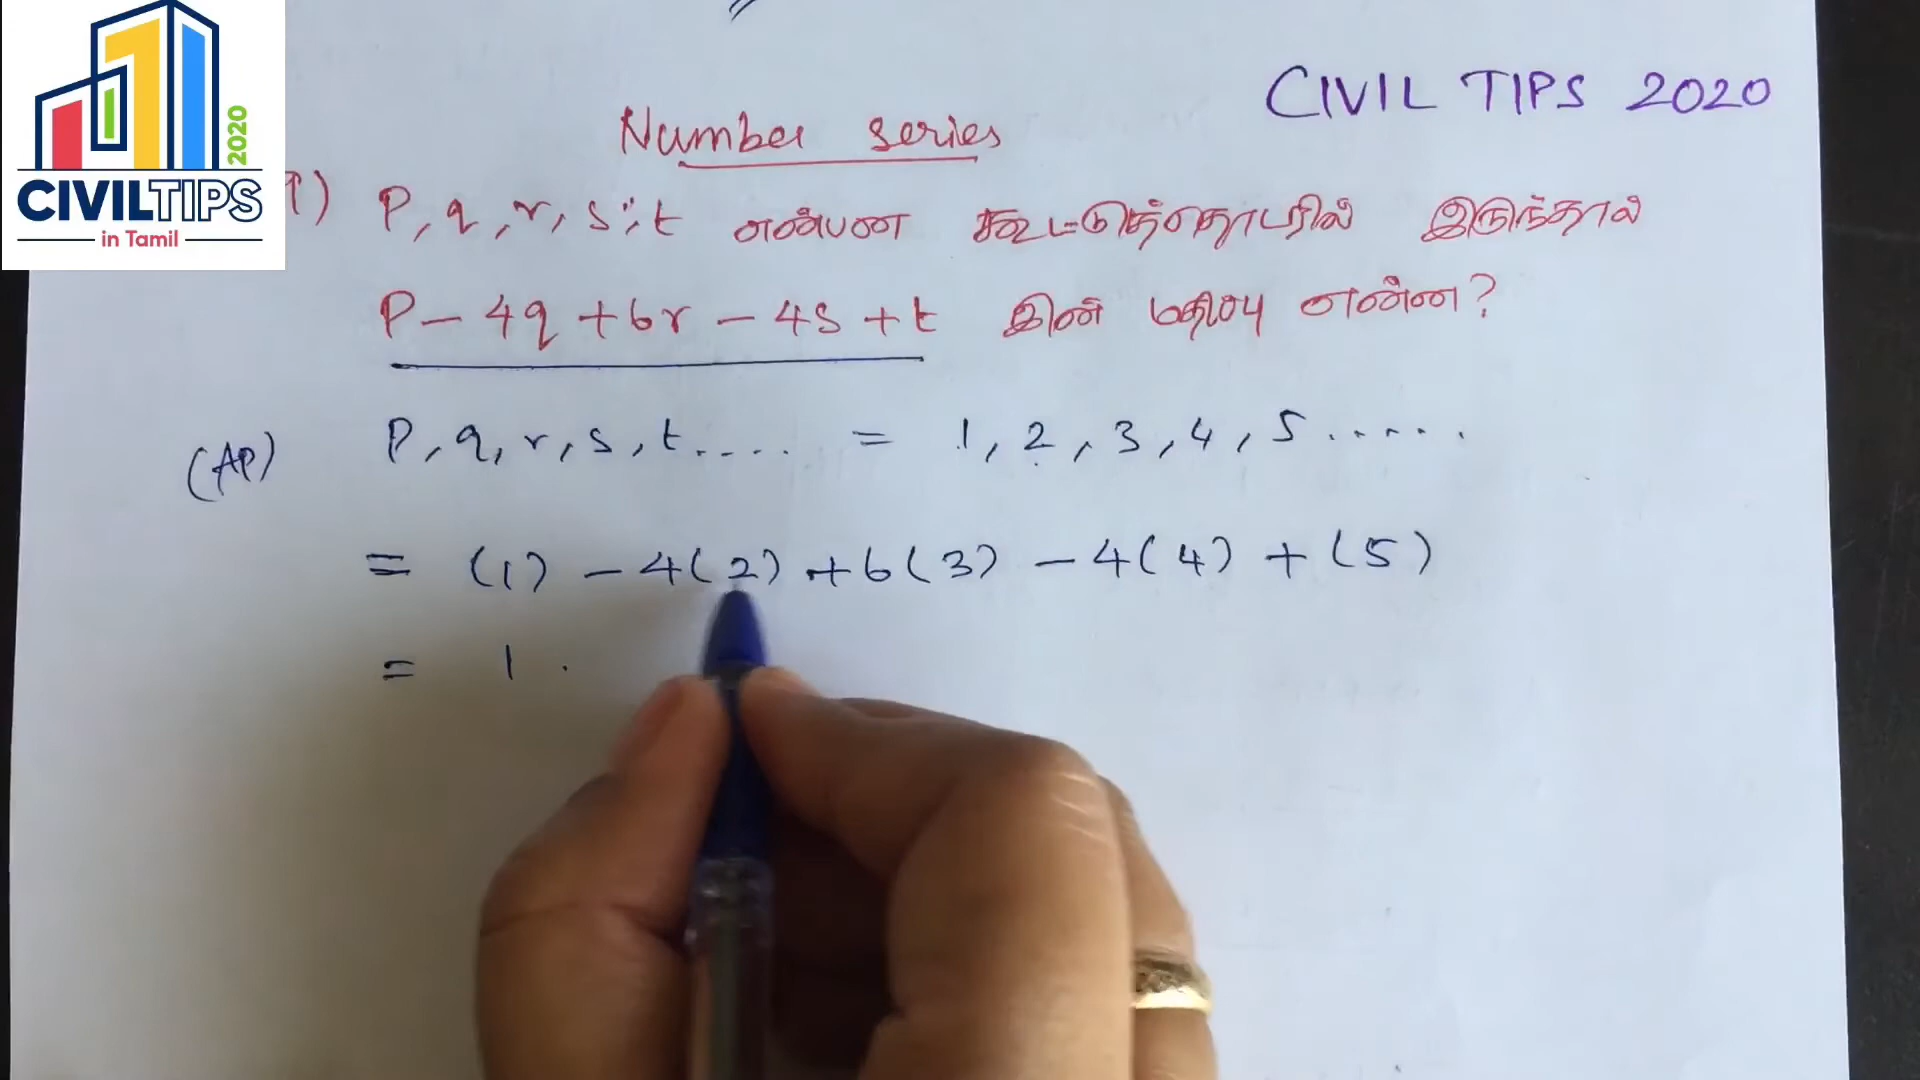 CIVIL TIPS 2020
Number series
1) P, q, r, s, t என்பன கூட்டுத்தொடரில் இருந்தால்
P - 4q + 6r - 4s + t இன் மதிப்பு என்ன?
(AP) P, q, r, s, t.... = 1, 2, 3, 4, 5.....
= (1) - 4(2) + 6(3) - 4(4) + (5)
= 1
2020
CIVILTIPS
in Tamil